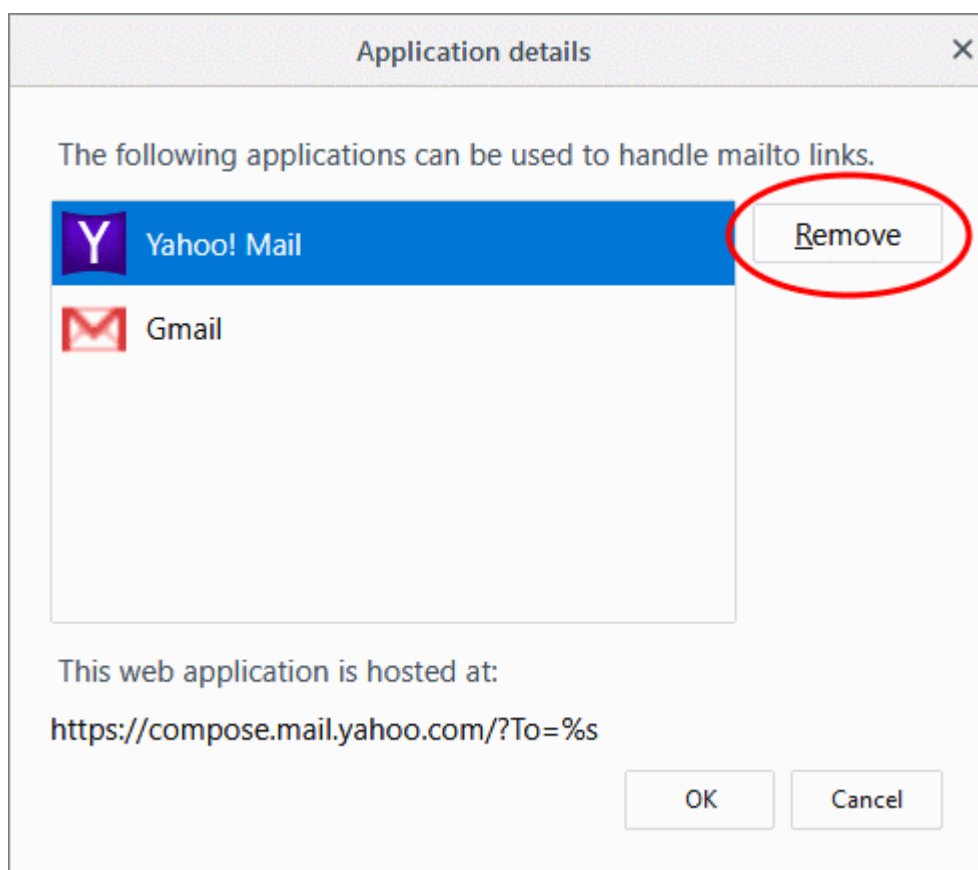 Application details
The following applications can be used to handle mailto links.
Y Yahoo! Mail
Remove
Gmail
This web application is hosted at:
https://compose.mail.yahoo.com/?To=%s
OK
Cancel